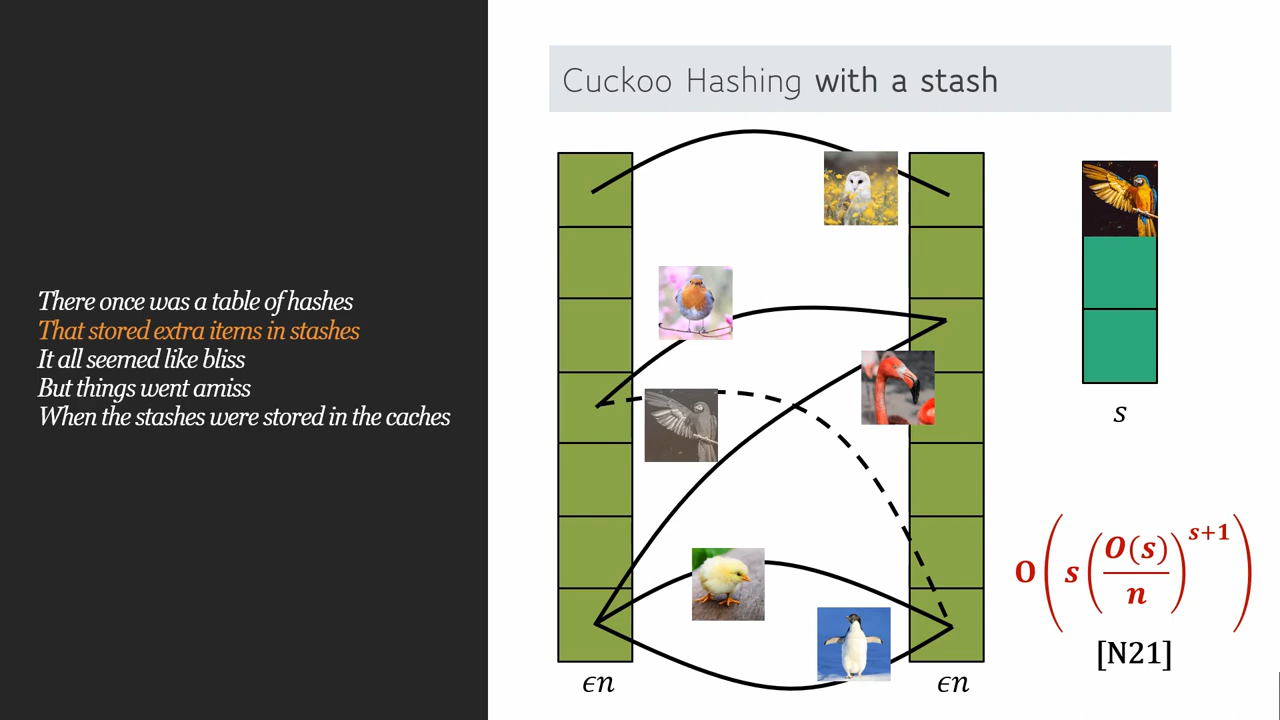 There once was a table of hashes
That stored extra items in stashes
It all seemed like bliss
But things went amiss
When the stashes were stored in the caches
Cuckoo Hashing with a stash
s
O(s(O(s)/n)^{s+1})
[N21]
ϵn
ϵn